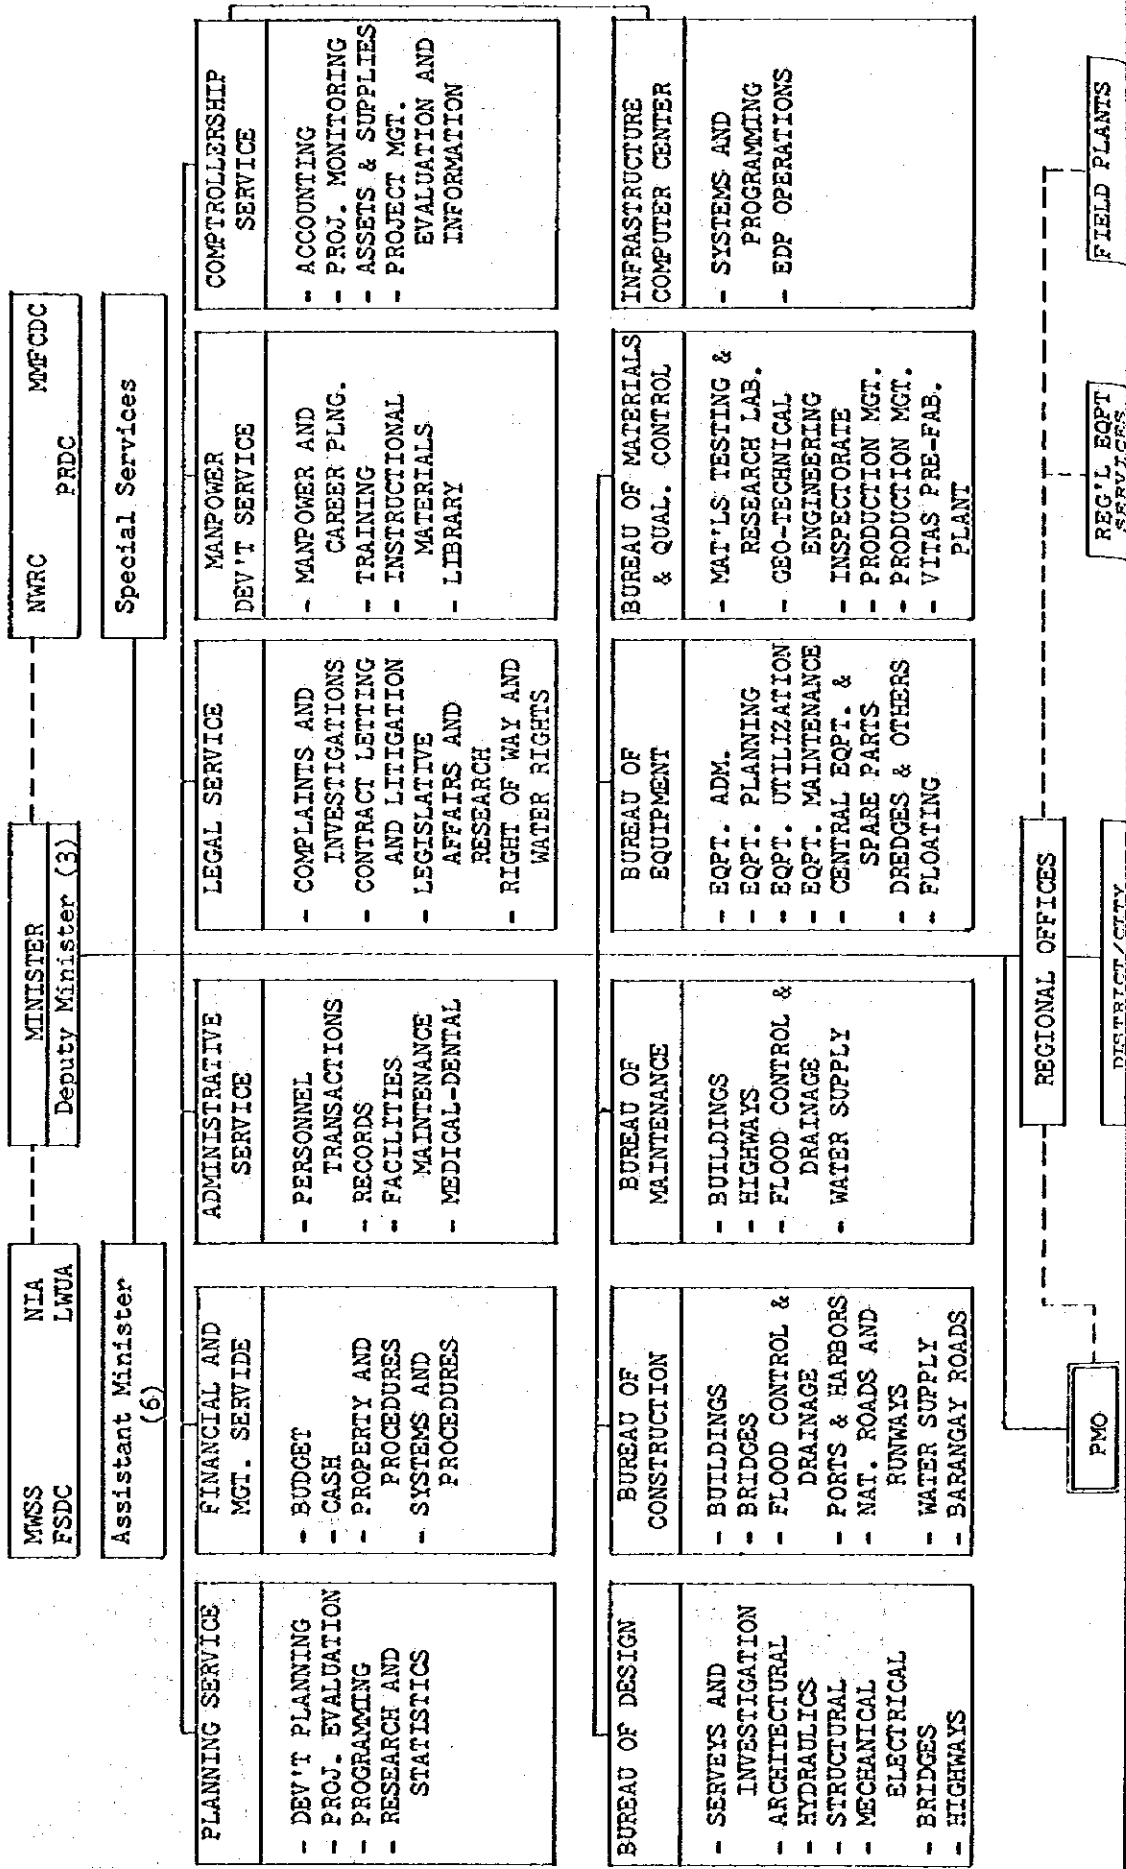 MWSS NIA
FSDC LWUA
MINISTER
Deputy Minister (3)
NWRC MMFCDC
PRDC
Assistant Minister
(6)
Special Services
PLANNING SERVICE
- DEV'T PLANNING
- PROJ. EVALUATION
- PROGRAMMING
- RESEARCH AND
STATISTICS
FINANCIAL AND
MGT. SERVIDE
- BUDGET
- CASH
- PROPERTY AND
PROCEDURES
- SYSTEMS AND
PROCEDURES
ADMINISTRATIVE
SERVICE
- PERSONNEL
TRANSACTIONS
- RECORDS
- FACILITIES
MAINTENANCE
- MEDICAL-DENTAL
LEGAL SERVICE
- COMPLAINTS AND
INVESTIGATIONS
- CONTRACT LETTING
AND LITIGATION
- LEGISLATIVE
AFFAIRS AND
RESEARCH
- RIGHT OF WAY AND
WATER RIGHTS
MANPOWER
DEV'T SERVICE
- MANPOWER AND
CAREER PLNG.
- TRAINING
- INSTRUCTIONAL
MATERIALS
- LIBRARY
COMPTROLLERSHIP
SERVICE
- ACCOUNTING
- PROJ. MONITORING
- ASSETS & SUPPLIES
- PROJECT MGT.
EVALUATION AND
INFORMATION
BUREAU OF DESIGN
- SERVEYS AND
INVESTIGATION
- ARCHITECTURAL
- HYDRAULICS
- STRUCTURAL
- MECHANICAL
ELECTRICAL
- BRIDGES
- HIGHWAYS
BUREAU OF
CONSTRUCTION
- BUILDINGS
- BRIDGES
- FLOOD CONTROL &
DRAINAGE
- PORTS & HARBORS
- NAT. ROADS AND
RUNWAYS
- WATER SUPPLY
- BARANGAY ROADS
BUREAU OF
MAINTENANCE
- BUILDINGS
- HIGHWAYS
- FLOOD CONTROL &
DRAINAGE
- WATER SUPPLY
BUREAU OF
EQUIPMENT
- EQPT. ADM.
- EQPT. PLANNING
- EQPT. UTILIZATION
- EQPT. MAINTENANCE
- CENTRAL EQPT. &
SPARE PARTS
- DREDGES & OTHERS
- FLOATING
BUREAU OF MATERIALS
& QUAL. CONTROL
- MAT'LS TESTING &
RESEARCH LAB.
- GEO-TECHNICAL
ENGINEERING
- INSPECTORATE
- PRODUCTION MGT.
- PRODUCTION MGT.
- VITAS PRE-FAB.
PLANT
INFRASTRUCTURE
COMPUTER CENTER
- SYSTEMS AND
PROGRAMMING
- EDP OPERATIONS
PMO
REGIONAL OFFICES
REG'L EQPT
SERVICES
FIELD PLANTS
DISTRICT/CITY